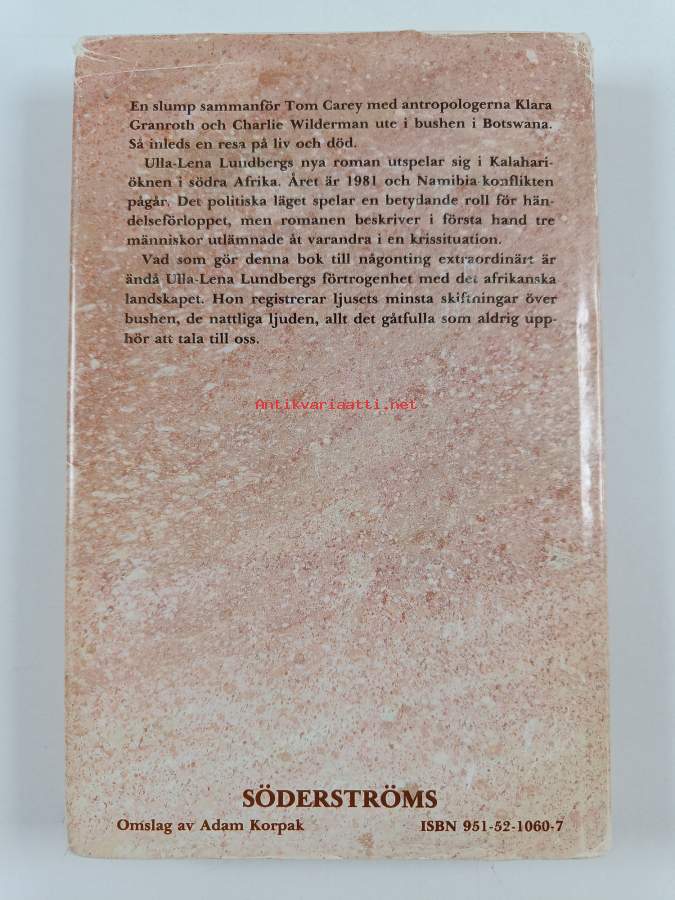 En slump sammanför Tom Carey med antropologerna Klara
Granroth och Charlie Wilderman ute i bushen i Botswana.
Så inleds en resa på liv och död.
Ulla-Lena Lundbergs nya roman utspelar sig i Kalahari-
öknen i södra Afrika. Året är 1981 och Namibia-konflikten
pågår. Det politiska läget spelar en betydande roll för hän-
delseförloppet, men romanen beskriver i första hand tre
människor utlämnade åt varandra i en krissituation.
Vad som gör denna bok till någonting extraordinärt är
ändå Ulla-Lena Lundbergs förtrogenhet med det afrikanska
landskapet. Hon registrerar ljusets minsta skiftningar över
bushen, de nattliga ljuden, allt det gåtfulla som aldrig upp-
hör att tala till oss.
Antikvariaatti.net
SÖDERSTRÖMS
Omslag av Adam Korpak ISBN 951-52-1060-7